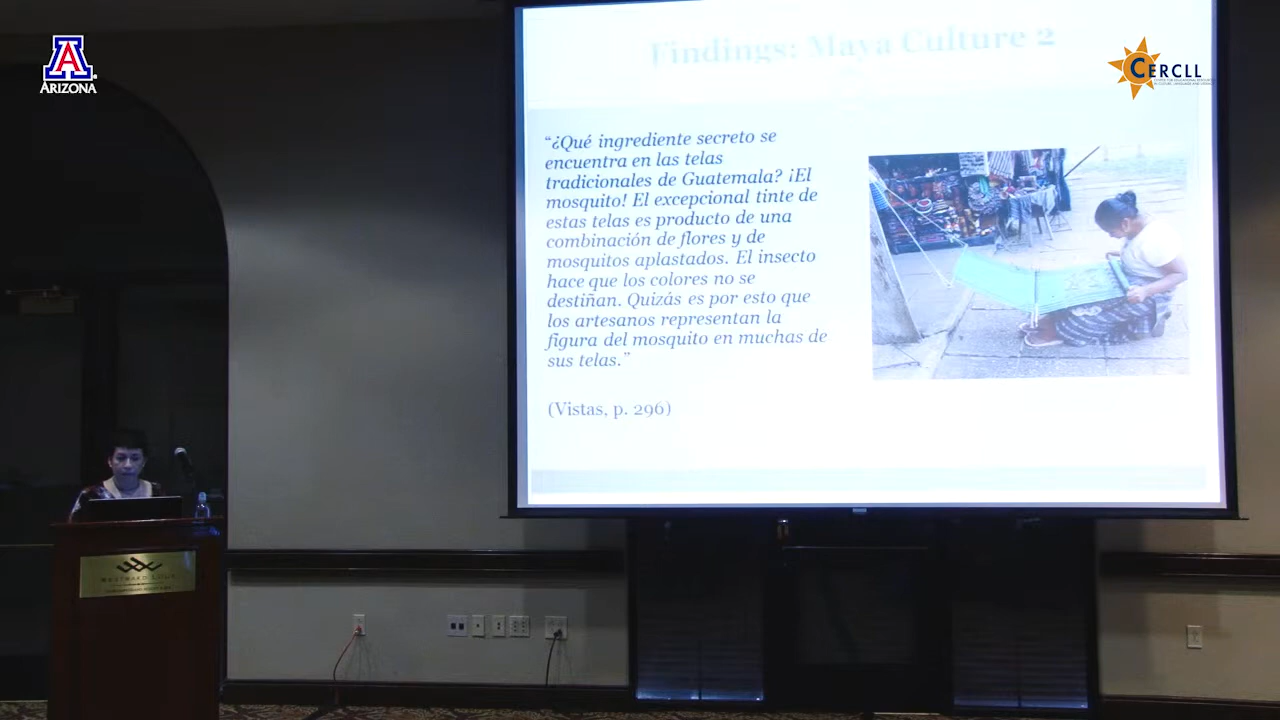 ARIZONA
CERCLL
Findings: Maya Culture 2
“¿Qué ingrediente secreto se
encuentra en las telas
tradicionales de Guatemala? ¡El
mosquito! El excepcional tinte de
estas telas es producto de una
combinación de flores y de
mosquitos aplastados. El insecto
hace que los colores no se
destiñan. Quizás es por esto que
los artesanos representan la
figura del mosquito en muchas de
sus telas.”
(Vistas, p. 296)